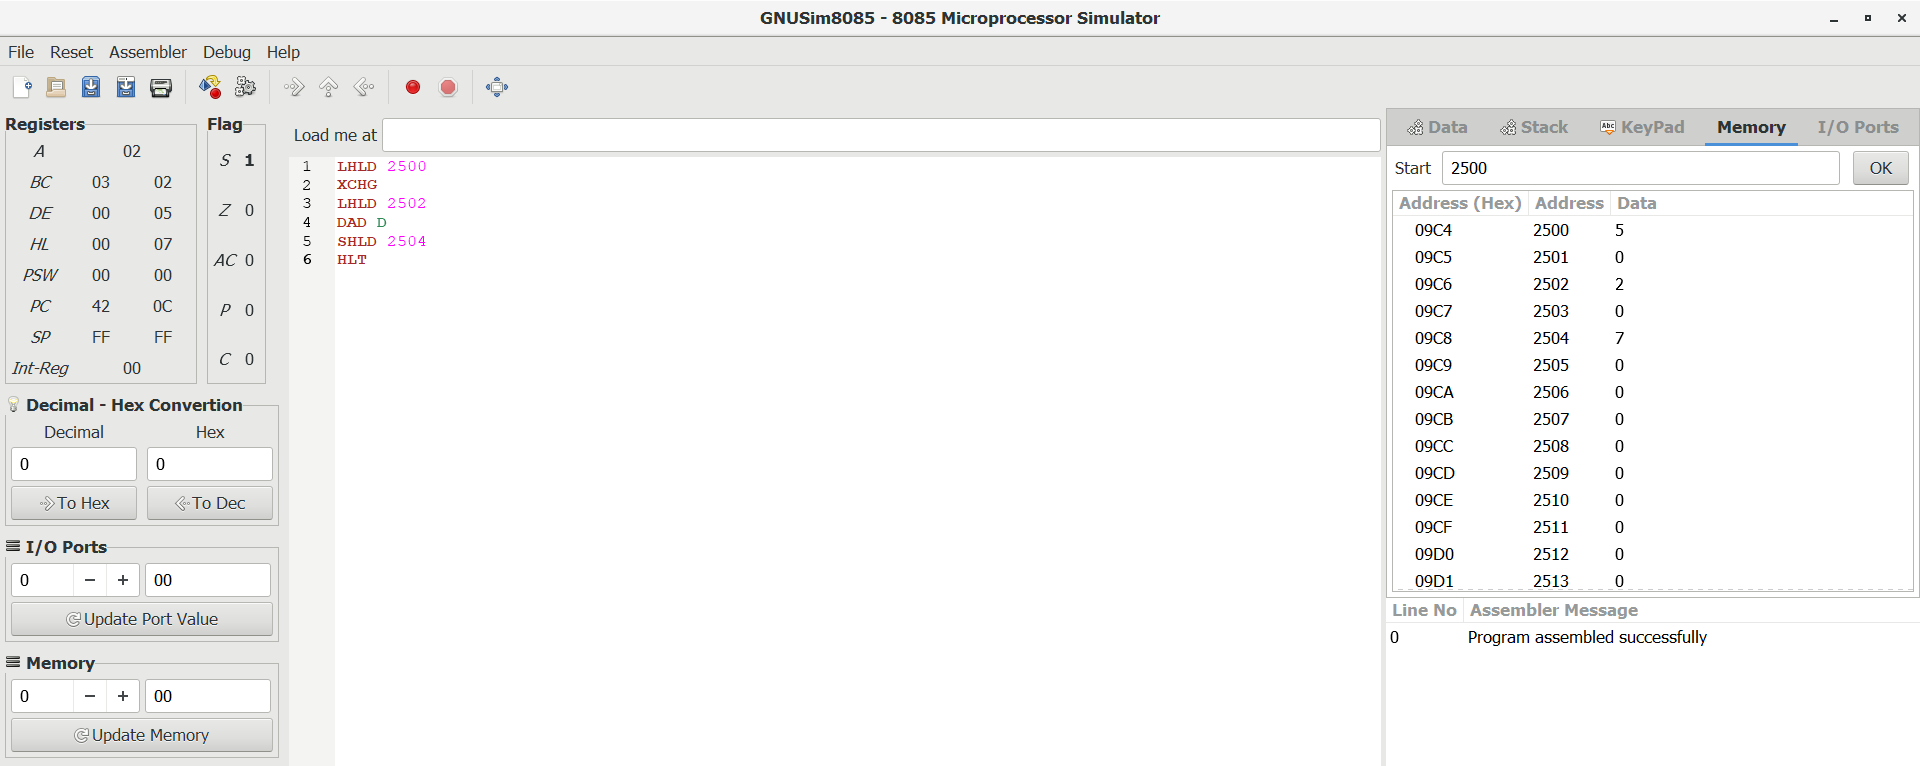 GNUSim8085 - 8085 Microprocessor Simulator
File Reset Assembler Debug Help
Registers
A 02
BC 03 02
DE 00 05
HL 00 07
PSW 00 00
PC 42 0C
SP FF FF
Int-Reg 00
Flag
S 1
Z 0
AC 0
P 0
C 0
Decimal - Hex Convertion
Decimal Hex
0 0
To Hex To Dec
I/O Ports
0 − + 00
Update Port Value
Memory
0 − + 00
Update Memory
Load me at
1 LHLD 2500
2 XCHG
3 LHLD 2502
4 DAD D
5 SHLD 2504
6 HLT
Data Stack Abc KeyPad Memory I/O Ports
Start 2500 OK
Address (Hex) Address Data
09C4 2500 5
09C5 2501 0
09C6 2502 2
09C7 2503 0
09C8 2504 7
09C9 2505 0
09CA 2506 0
09CB 2507 0
09CC 2508 0
09CD 2509 0
09CE 2510 0
09CF 2511 0
09D0 2512 0
09D1 2513 0
Line No Assembler Message
0 Program assembled successfully